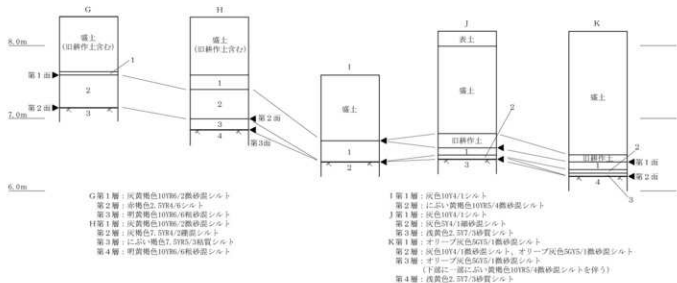 G
H
I
J
K
8.0m
7.0m
6.0m
盛土
(旧耕作土含む)
1
第1面
2
第2面
3
盛土
(旧耕作土含む)
1
2
3
第2面
4
第3面
盛土
1
2
表土
盛土
2
旧耕作土
1
3
盛土
旧耕作土
2
1
第1面
第2面
4
3
G第1層:灰黄褐色10YR6/2微砂混シルト
第2層:赤褐色2.5YR4/6シルト
第3層:明黄褐色10YR6/6粗砂混シルト
H第1層:灰黄褐色10YR6/2微砂混シルト
第2層:灰褐色7.5YR4/2礫混シルト
第3層:にぶい褐色7.5YR5/3粘質シルト
第4層:明黄褐色10YR6/6粗砂混シルト
I第1層:灰色10Y4/1シルト
第2層:にぶい黄褐色10YR5/4微砂混シルト
J第1層:灰色10Y4/1シルト
第2層:灰色5Y4/1細砂混シルト
第3層:浅黄色2.5Y7/3砂質シルト
K第1層:オリーブ灰色5GY5/1微砂混シルト
第2層:灰色10Y4/1微砂混シルト、オリーブ灰色5GY5/1微砂混シルト
第3層:オリーブ灰色5GY5/1微砂混シルト
(下部に一部にぶい黄褐色10YR5/4微砂混シルトを伴う)
第4層:浅黄色2.5Y7/3砂質シルト